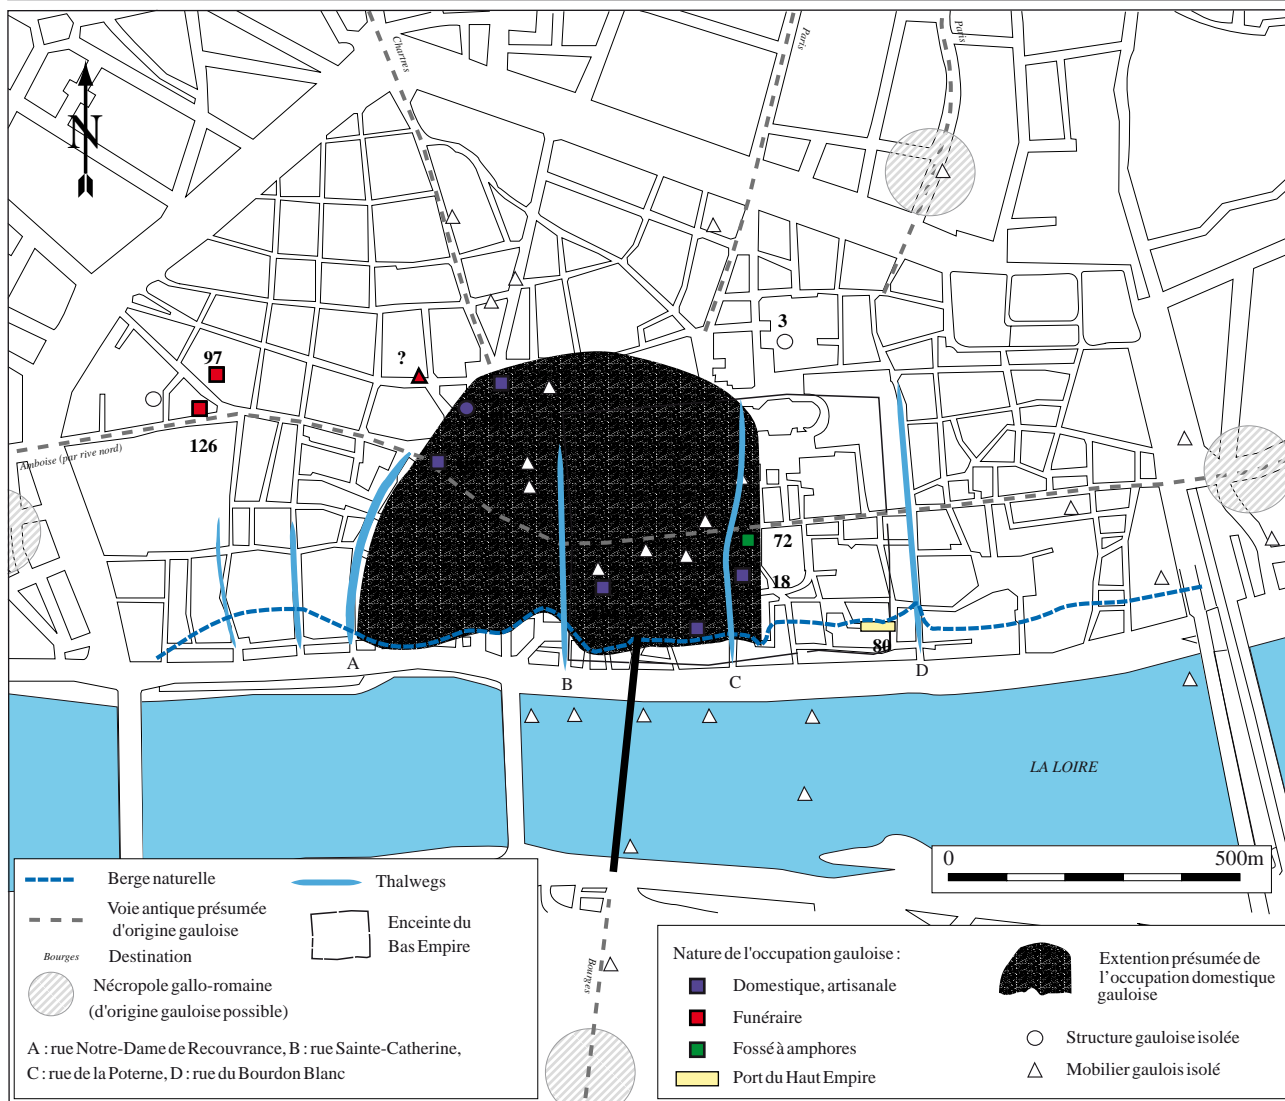 Chartres
Paris
Paris
N
3
97
?
126
Amboise (par rive nord)
72
18
80
A
B
C
D
LA LOIRE
0 500m
Bourges
Berge naturelle
Thalwegs
Voie antique présumée
d'origine gauloise
Enceinte du
Bas Empire
Bourges Destination
Nécropole gallo-romaine
(d'origine gauloise possible)
A : rue Notre-Dame de Recouvrance, B : rue Sainte-Catherine,
C : rue de la Poterne, D : rue du Bourdon Blanc
Nature de l'occupation gauloise :
Domestique, artisanale
Funéraire
Fossé à amphores
Port du Haut Empire
Extention présumée de
l'occupation domestique
gauloise
Structure gauloise isolée
Mobilier gaulois isolé